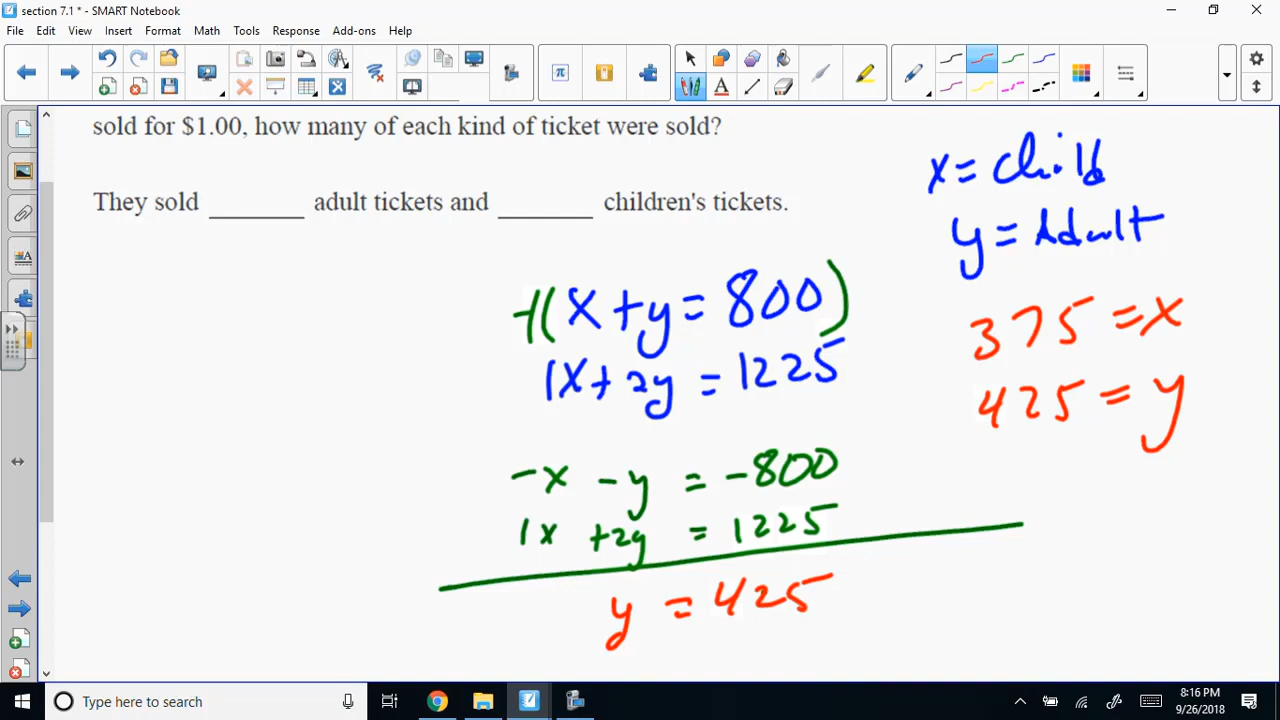 section 7.1 * - SMART Notebook
File Edit View Insert Format Math Tools Response Add-ons Help
sold for $1.00, how many of each kind of ticket were sold?
They sold ________ adult tickets and ________ children's tickets.
x = child
y = Adult
-1(x + y = 800)
1x + 2y = 1225
375 = x
425 = y
-x - y = -800
1x + 2y = 1225
y = 425
Type here to search
8:16 PM
9/26/2018